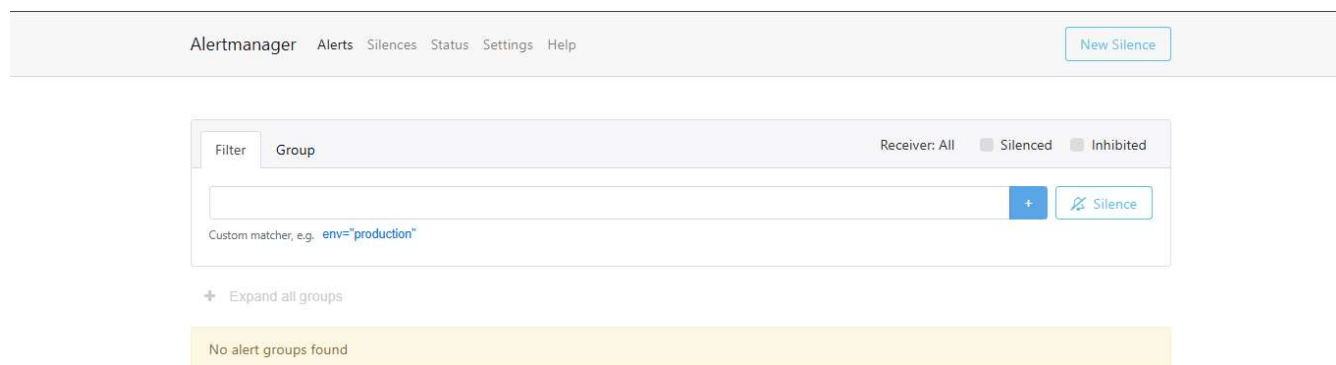 Alertmanager Alerts Silences Status Settings Help New Silence
Filter Group Receiver: All Silenced Inhibited
+ Silence
Custom matcher, e.g. env="production"
+ Expand all groups
No alert groups found